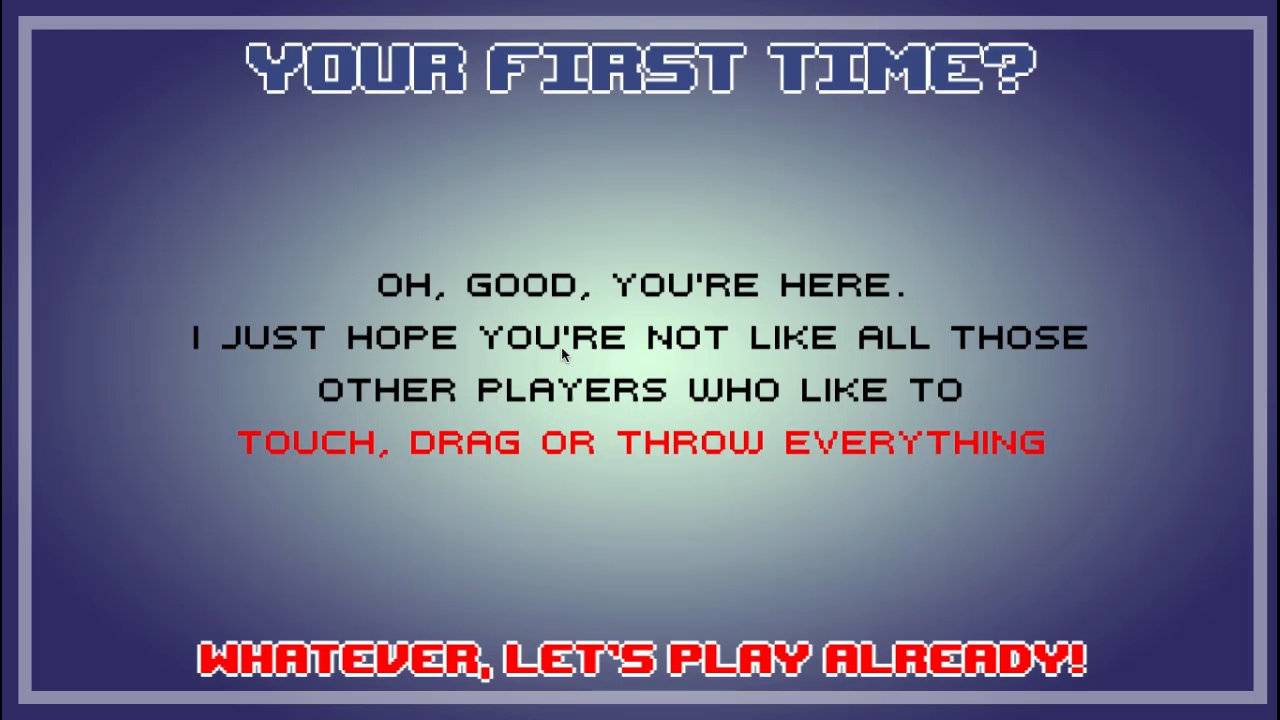 YOUR FIRST TIME?
OH, GOOD, YOU'RE HERE.
I JUST HOPE YOU'RE NOT LIKE ALL THOSE
OTHER PLAYERS WHO LIKE TO
TOUCH, DRAG OR THROW EVERYTHING
WHATEVER, LET'S PLAY ALREADY!